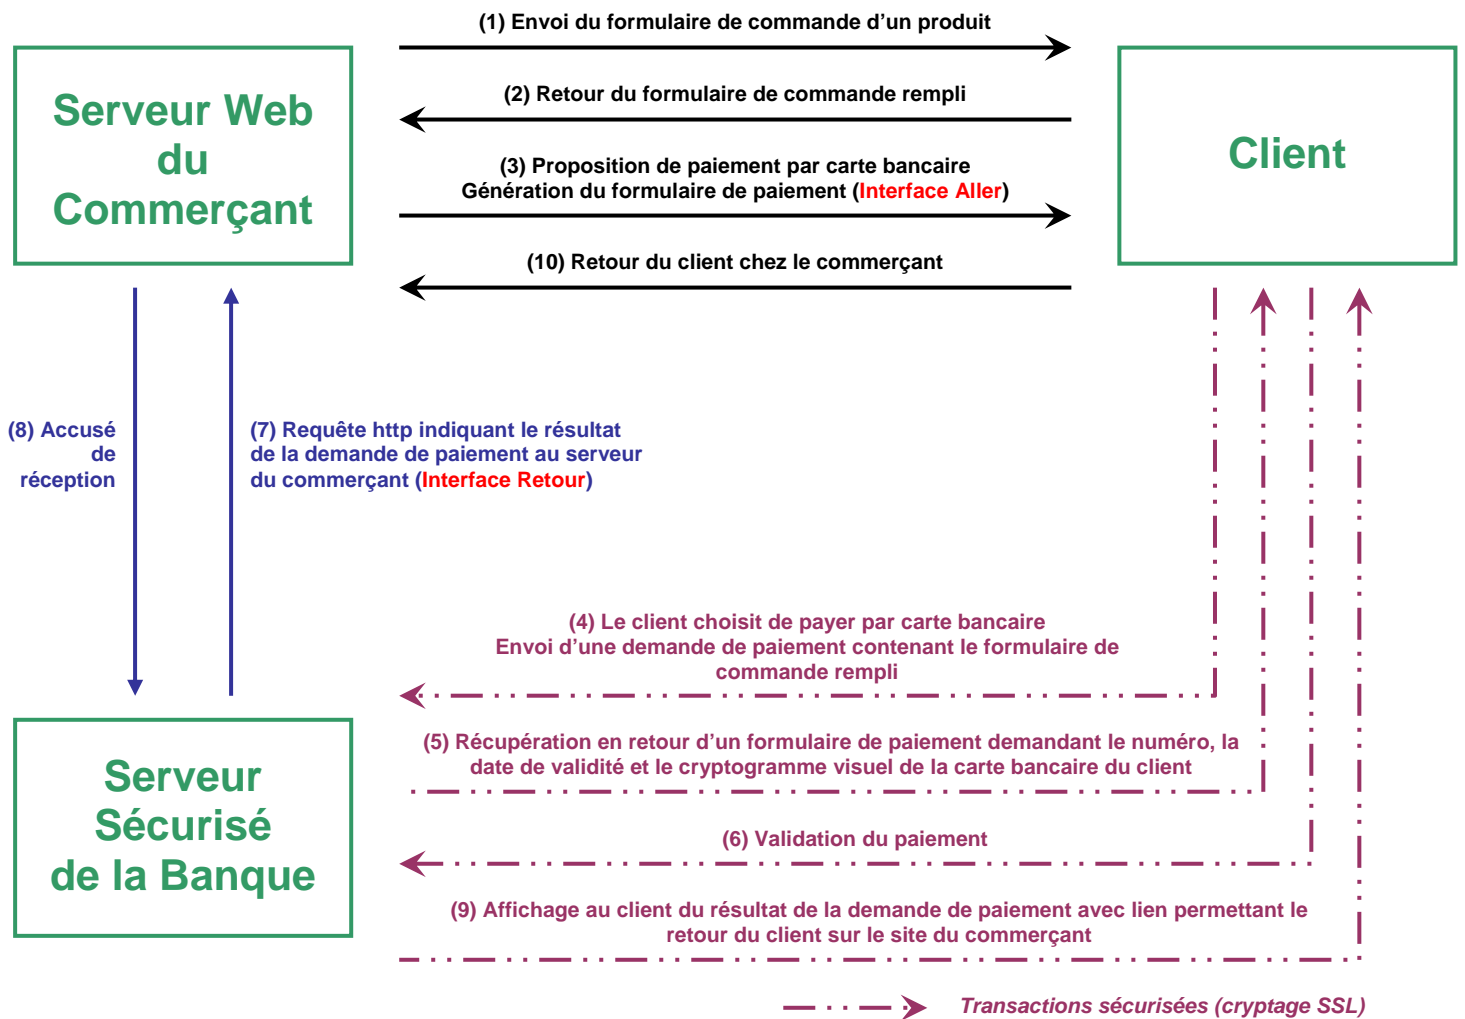 (1) Envoi du formulaire de commande d’un produit
Serveur Web
du
Commerçant
(2) Retour du formulaire de commande rempli
Client
(3) Proposition de paiement par carte bancaire
Génération du formulaire de paiement (Interface Aller)
(10) Retour du client chez le commerçant
(8) Accusé
de
réception
(7) Requête http indiquant le résultat
de la demande de paiement au serveur
du commerçant (Interface Retour)
(4) Le client choisit de payer par carte bancaire
Envoi d’une demande de paiement contenant le formulaire de
commande rempli
Serveur
Sécurisé
de la Banque
(5) Récupération en retour d’un formulaire de paiement demandant le numéro, la
date de validité et le cryptogramme visuel de la carte bancaire du client
(6) Validation du paiement
(9) Affichage au client du résultat de la demande de paiement avec lien permettant le
retour du client sur le site du commerçant
Transactions sécurisées (cryptage SSL)